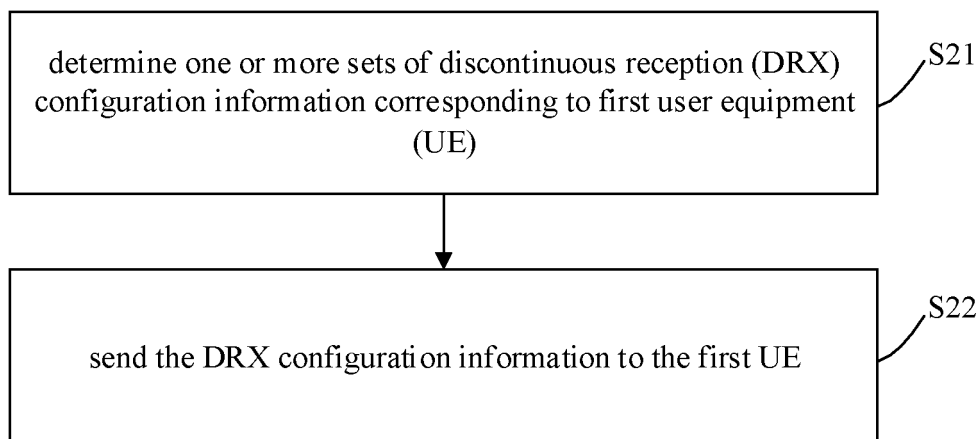 determine one or more sets of discontinuous reception (DRX)
configuration information corresponding to first user equipment
(UE)
S21
send the DRX configuration information to the first UE
S22